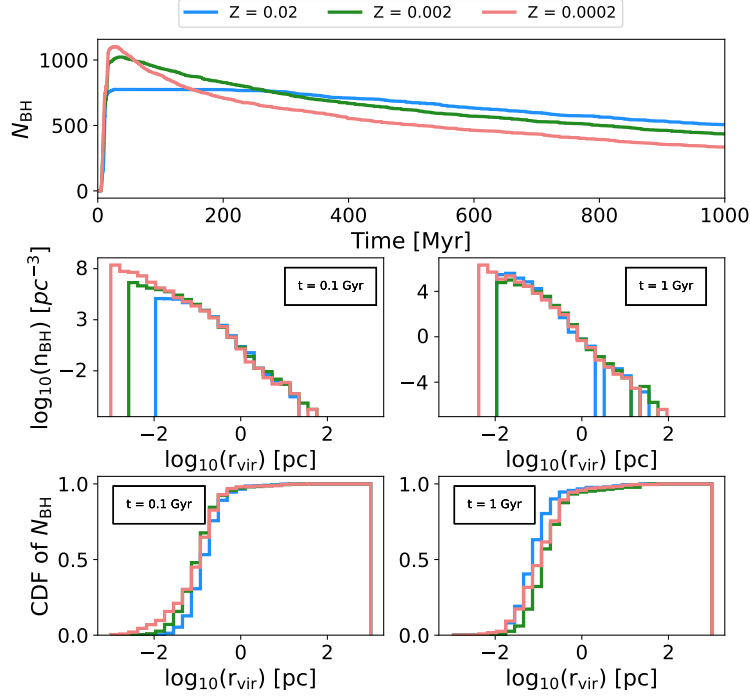 Z = 0.02 Z = 0.002 Z = 0.0002
1000
500
0
N_BH
0 200 400 600 800 1000
Time [Myr]
8
3
−2
log₁₀(n_BH) [pc⁻³]
t = 0.1 Gyr
−2 0 2
log₁₀(r_vir) [pc]
4
0
−4
t = 1 Gyr
−2 0 2
log₁₀(r_vir) [pc]
1.0
0.5
0.0
CDF of N_BH
t = 0.1 Gyr
−2 0 2
log₁₀(r_vir) [pc]
1.0
0.5
0.0
t = 1 Gyr
−2 0 2
log₁₀(r_vir) [pc]